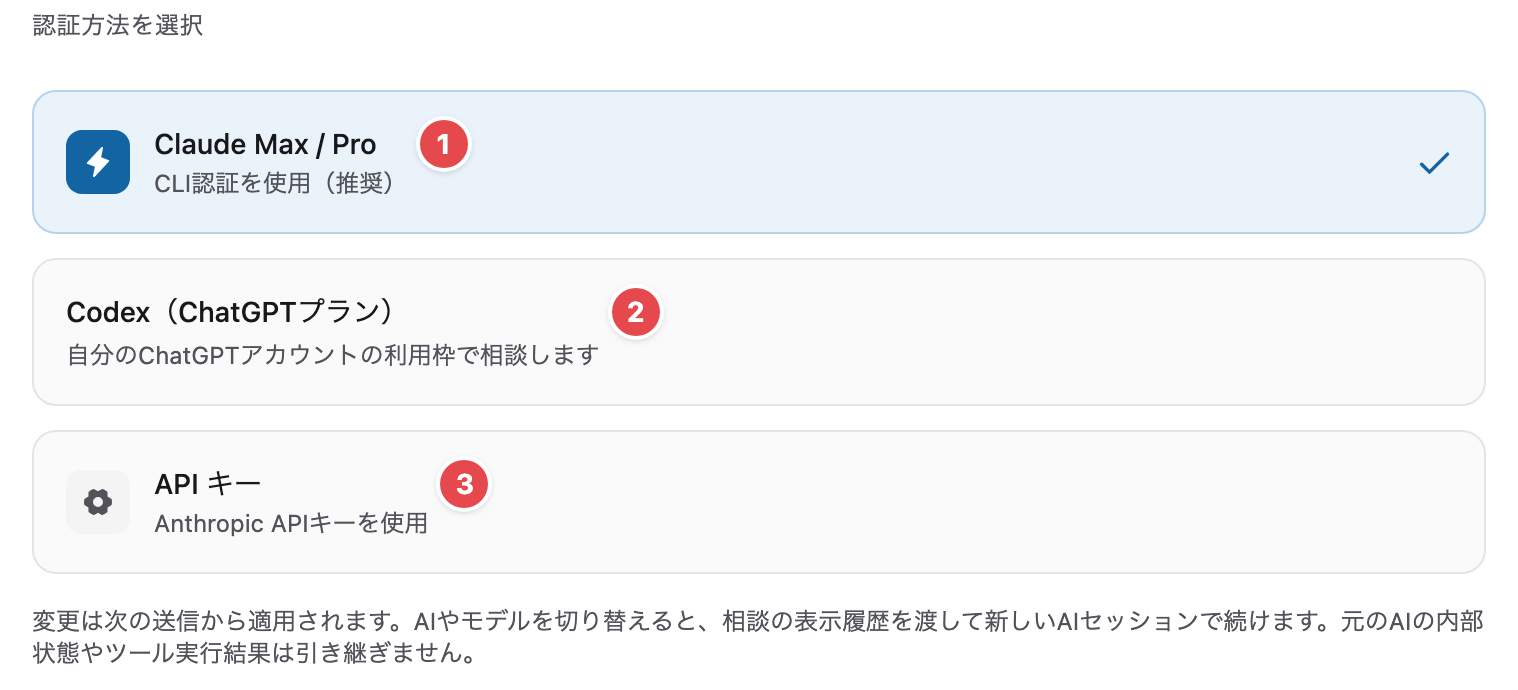 認証方法を選択
Claude Max / Pro
1
CLI認証を使用（推奨）
Codex（ChatGPTプラン）
2
自分のChatGPTアカウントの利用枠で相談します
API キー
3
Anthropic APIキーを使用
変更は次の送信から適用されます。AIやモデルを切り替えると、相談の表示履歴を渡して新しいAIセッションで続けます。元のAIの内部
状態やツール実行結果は引き継ぎません。